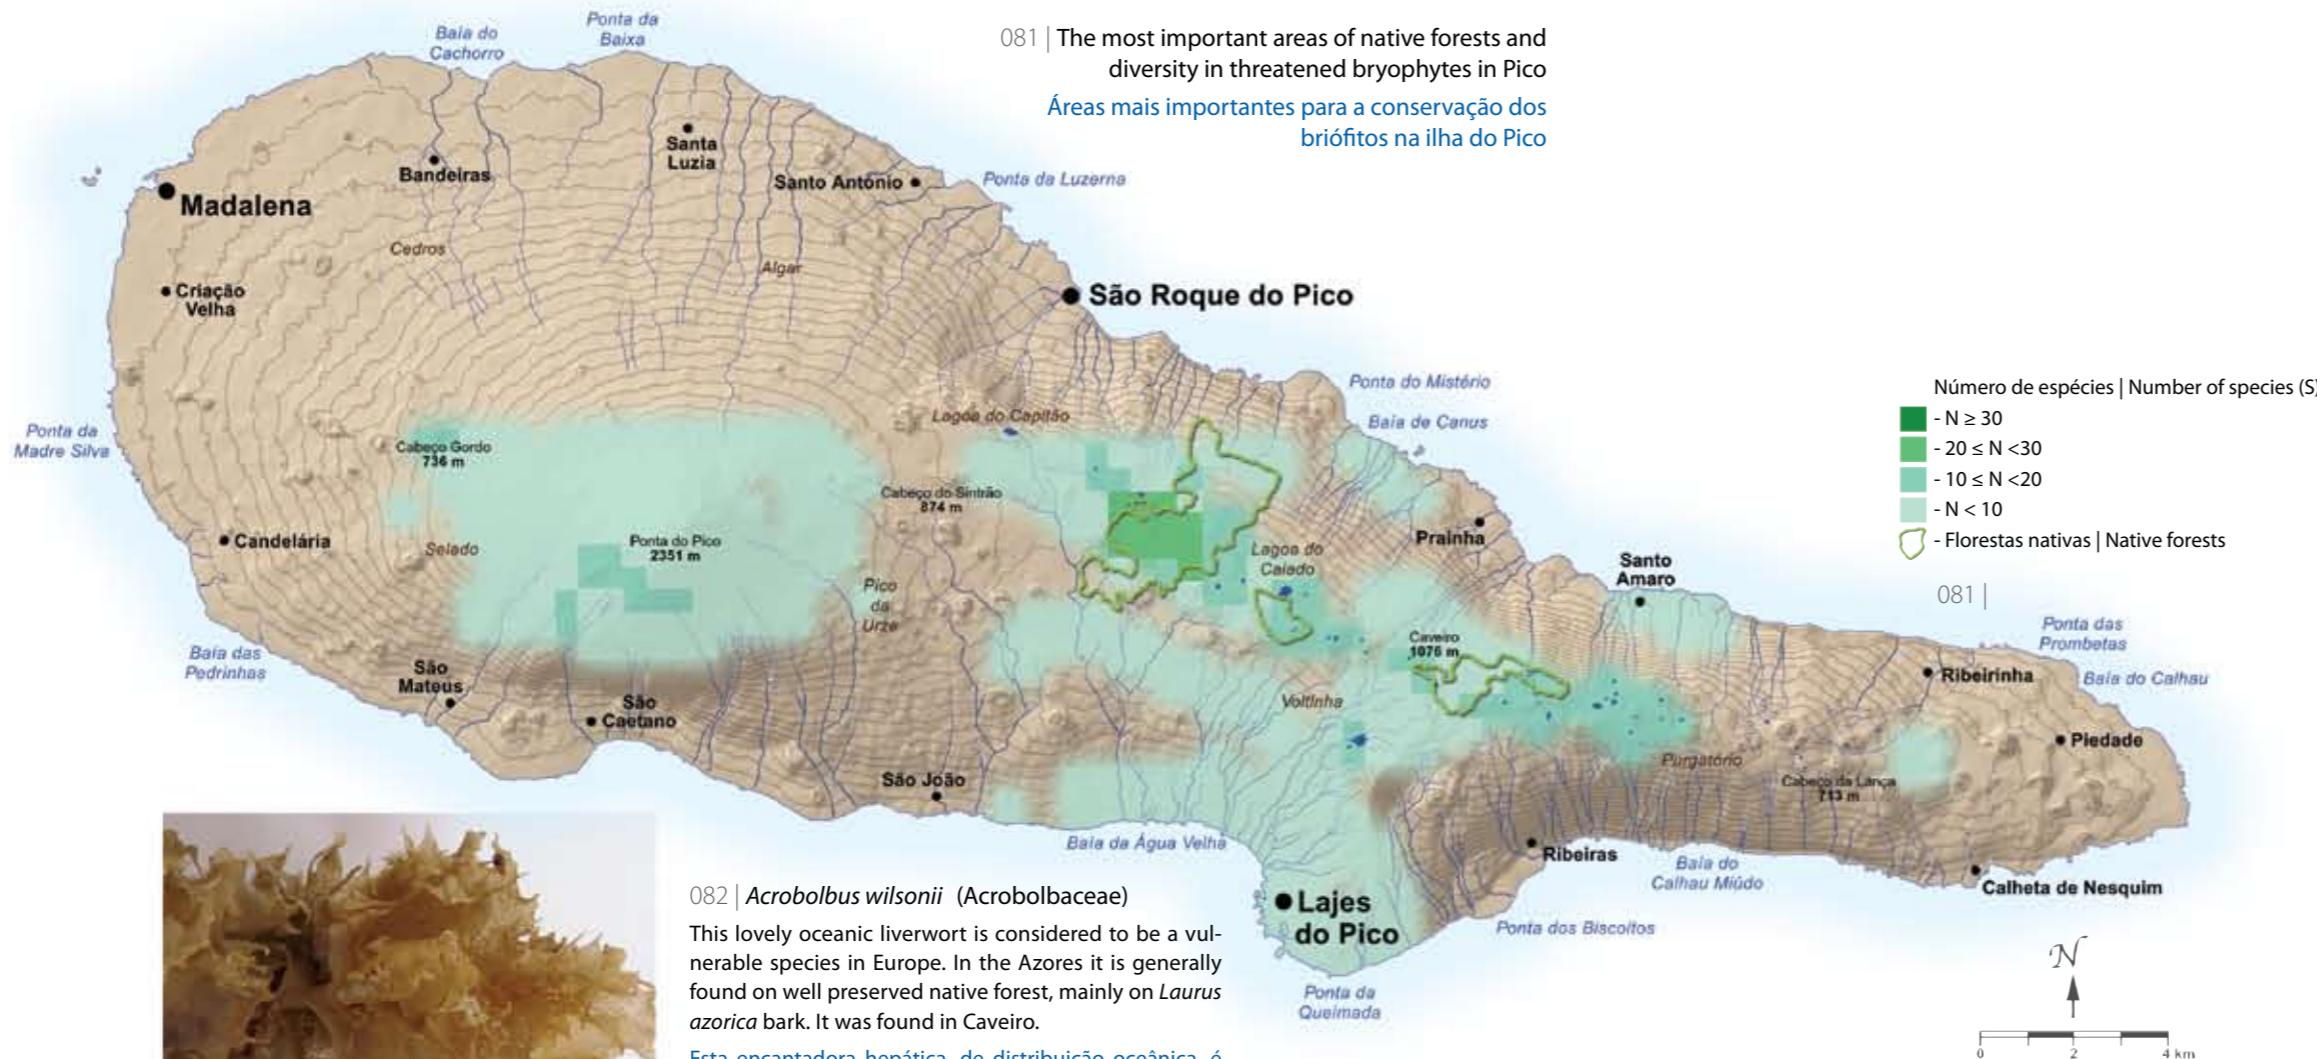 Baía do
Cachorro
Ponta da
Baixa
081 | The most important areas of native forests and
diversity in threatened bryophytes in Pico
Áreas mais importantes para a conservação dos
briófitos na ilha do Pico
Santa
Luzia
Bandeiras
Santo António
Ponta da Luzerna
Madalena
Cedros
Algar
Criação
Velha
São Roque do Pico
Ponta do Mistério
Baía de Canus
Número de espécies | Number of species (S)
- N ≥ 30
- 20 ≤ N <30
- 10 ≤ N <20
- N < 10
- Florestas nativas | Native forests
081 |
Lagoa do Capitão
Ponta da
Madre Silva
Cabeço Gordo
736 m
Cabeço do Sintrão
874 m
Candelária
Selado
Ponta do Pico
2351 m
Lagoa do
Caiado
Prainha
Santo
Amaro
Pico
da
Urze
Caveiro
1076 m
Ponta das
Prombetas
Baía das
Pedrinhas
São
Mateus
Ribeirinha
Baía do Calhau
São
Caetano
Voltinha
Piedade
Purgatório
São João
Cabeço da Lança
713 m
Baía da Água Velha
Ribeiras
Baía do
Calhau Miúdo
Calheta de Nesquim
Lajes
do Pico
Ponta dos Biscoitos
Ponta da
Queimada
N
0 2 4 km
082 | Acrobolbus wilsonii (Acrobolbaceae)
This lovely oceanic liverwort is considered to be a vul-
nerable species in Europe. In the Azores it is generally
found on well preserved native forest, mainly on Laurus
azorica bark. It was found in Caveiro.
Esta encantadora hepática, de distribuição oceânica, é